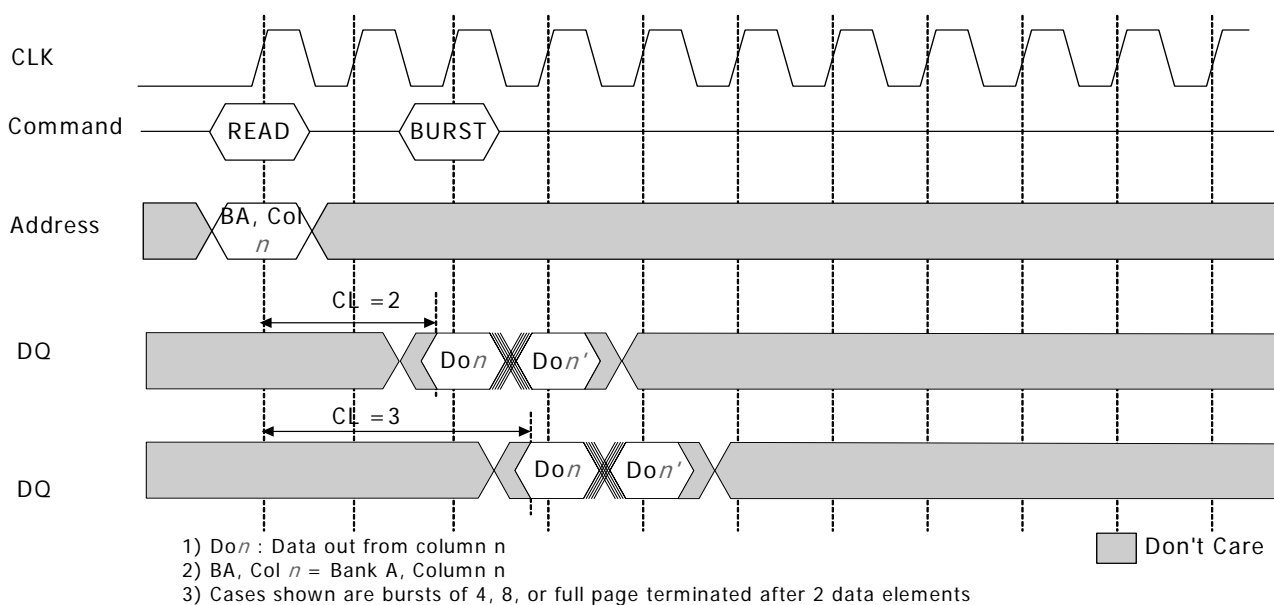 CLK
Command
READ
BURST
Address
BA, Col
n
CL =2
DQ
Don
Don'
CL =3
DQ
Don
Don'
1) Don : Data out from column n
2) BA, Col n = Bank A, Column n
3) Cases shown are bursts of 4, 8, or full page terminated after 2 data elements
Don't Care